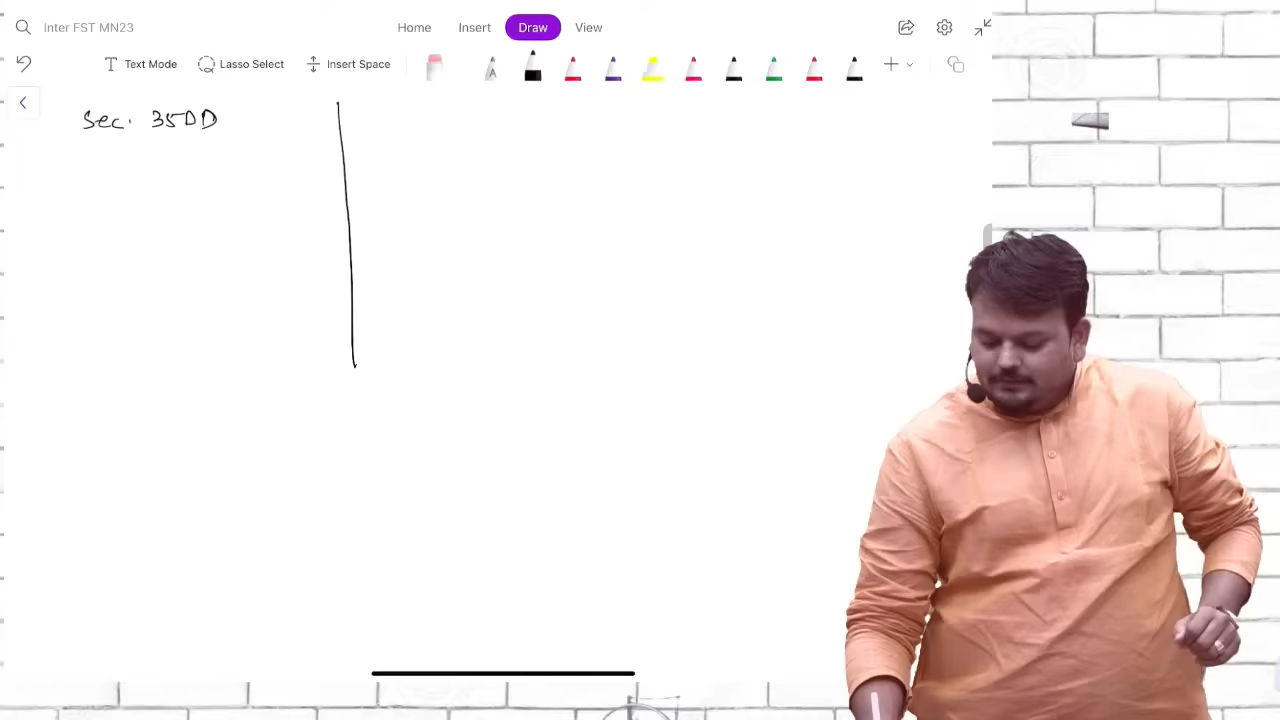 Inter FST MN23
Home Insert Draw View
Text Mode Lasso Select Insert Space
Sec. 35DD